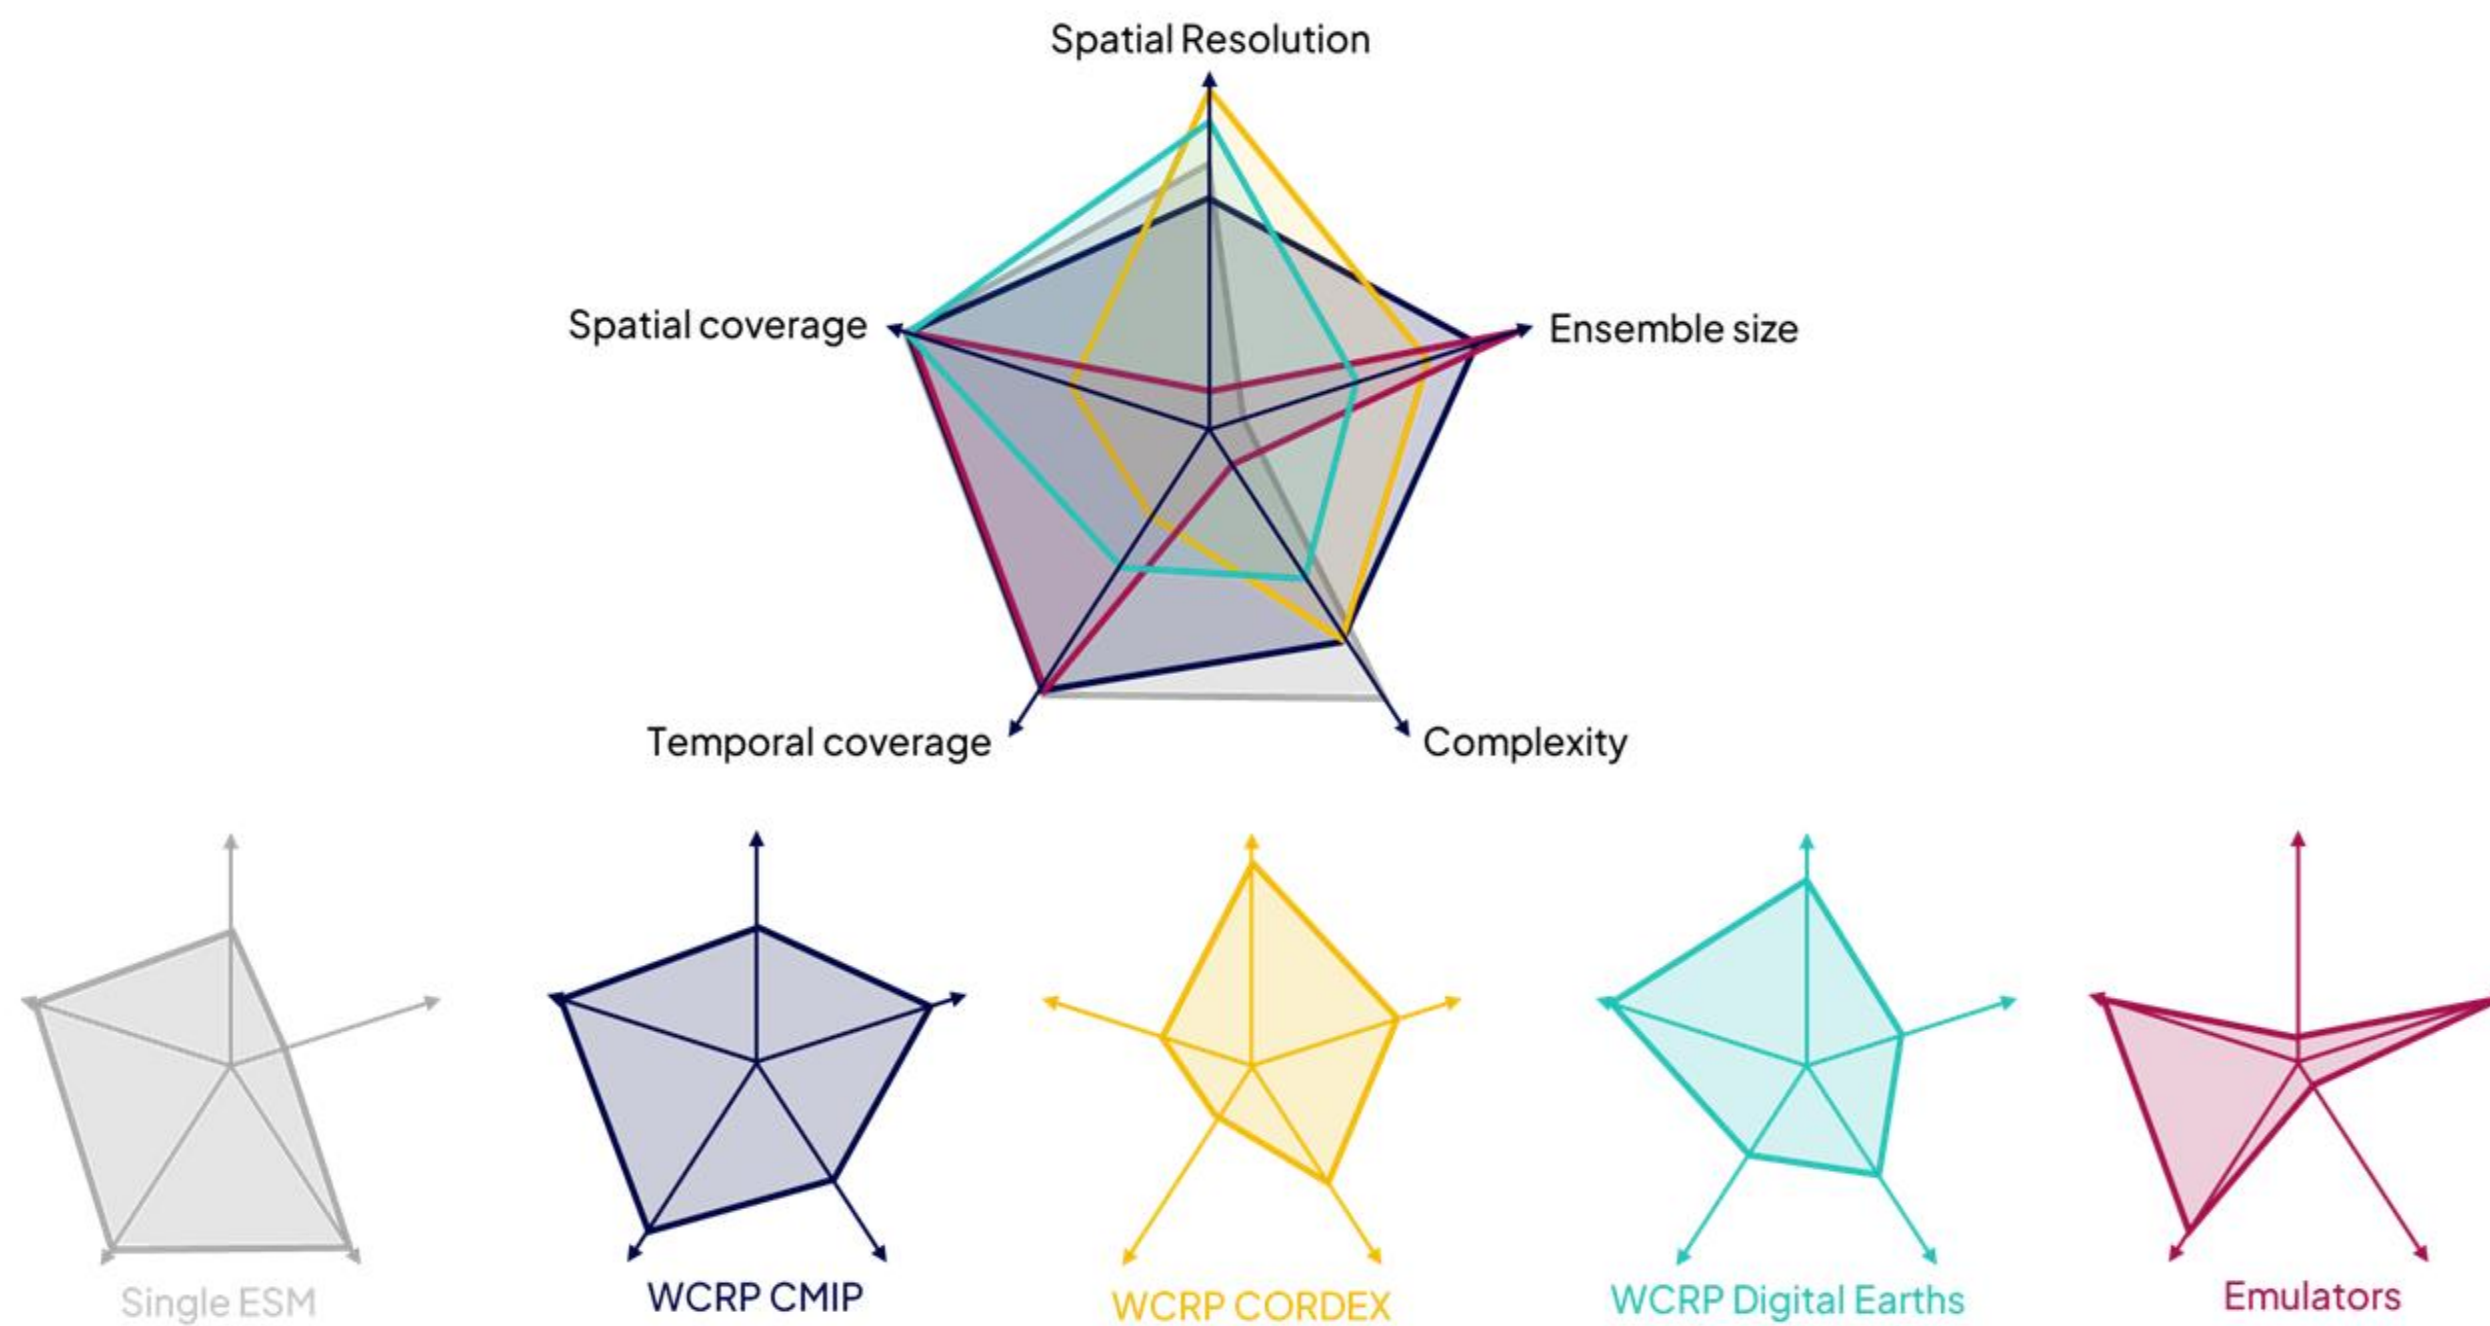 Spatial Resolution
Spatial coverage
Ensemble size
Temporal coverage
Complexity
Single ESM
WCRP CMIP
WCRP CORDEX
WCRP Digital Earths
Emulators